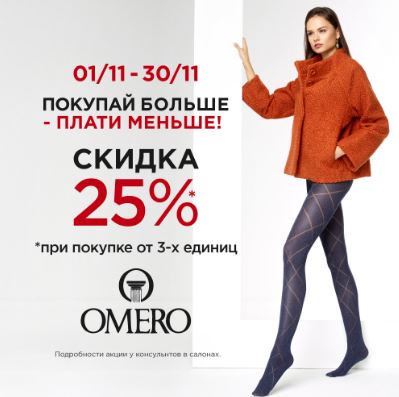 01/11 - 30/11
ПОКУПАЙ БОЛЬШЕ
- ПЛАТИ МЕНЬШЕ!
СКИДКА
25%*
*при покупке от 3-х единиц
OMERO
Подробности акции у консультнтов в салонах.